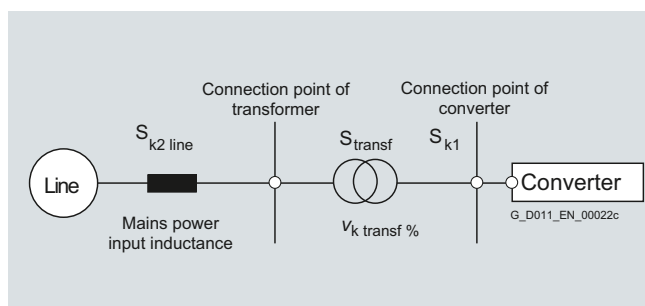 Connection point of
transformer
Connection point of
converter
S k2 line
S transf
S k1
Line
Converter
G_D011_EN_00022c
Mains power
input inductance
v k transf %